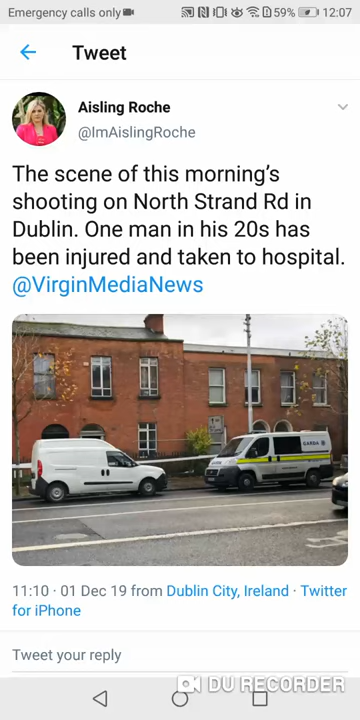 Emergency calls only 59% 12:07
Tweet
Aisling Roche
@ImAislingRoche
The scene of this morning's
shooting on North Strand Rd in
Dublin. One man in his 20s has
been injured and taken to hospital.
@VirginMediaNews
GARDA
11:10 · 01 Dec 19 from Dublin City, Ireland · Twitter
for iPhone
Tweet your reply
DU RECORDER